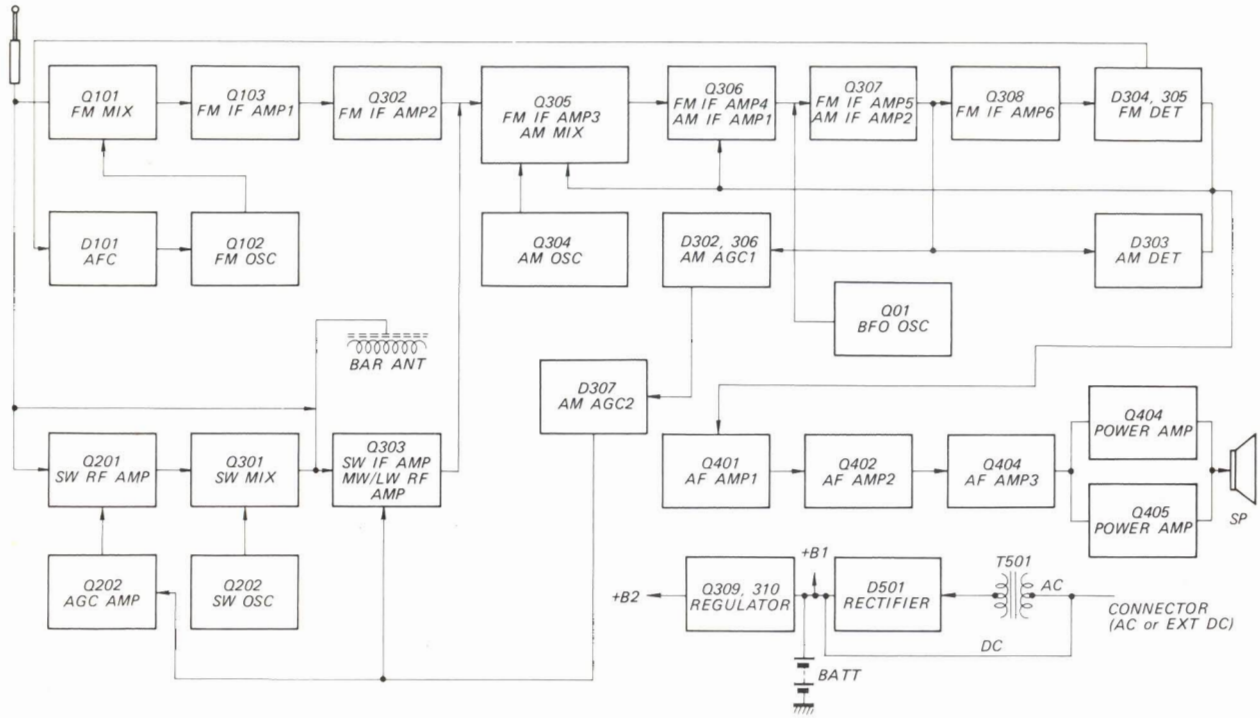 Q101
FM MIX
Q103
FM IF AMP1
Q302
FM IF AMP2
Q305
FM IF AMP3
AM MIX
Q306
FM IF AMP4
AM IF AMP1
Q307
FM IF AMP5
AM IF AMP2
Q308
FM IF AMP6
D304, 305
FM DET
D101
AFC
Q102
FM OSC
Q304
AM OSC
D302, 306
AM AGC1
D303
AM DET
Q01
BFO OSC
BAR ANT
D307
AM AGC2
Q201
SW RF AMP
Q301
SW MIX
Q303
SW IF AMP
MW/LW RF
AMP
Q401
AF AMP1
Q402
AF AMP2
Q404
AF AMP3
Q404
POWER AMP
Q405
POWER AMP
SP
Q202
AGC AMP
Q202
SW OSC
+B2
Q309, 310
REGULATOR
+B1
D501
RECTIFIER
T501
AC
CONNECTOR
(AC or EXT DC)
DC
BATT